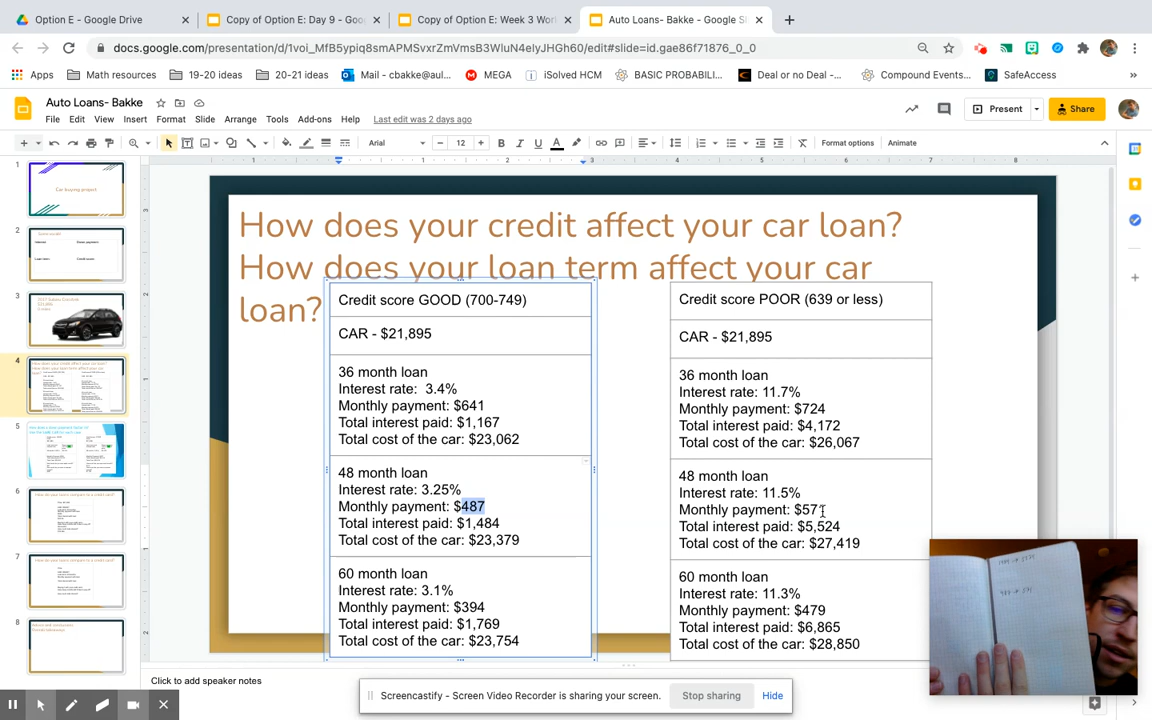 Option E - Google Drive
Copy of Option E: Day 9 - Goo
Copy of Option E: Week 3 Wor
Auto Loans- Bakke - Google Sl
docs.google.com/presentation/d/1voi_MfB5ypiq8smAPMSvxrZmVmsB3WluN4elyJHGh60/edit#slide=id.gae86f71876_0_0
Apps
Math resources
19-20 ideas
20-21 ideas
Mail - cbakke@aul...
MEGA
iSolved HCM
BASIC PROBABILI...
Deal or no Deal -...
Compound Events...
SafeAccess
Auto Loans- Bakke
File Edit View Insert Format Slide Arrange Tools Add-ons Help Last edit was 2 days ago
Present
Share
Arial
12
Format options
Animate
How does your credit affect your car loan?
How does your loan term affect your car
loan?
Credit score GOOD (700-749)
CAR - $21,895
36 month loan
Interest rate: 3.4%
Monthly payment: $641
Total interest paid: $1,167
Total cost of the car: $23,062
48 month loan
Interest rate: 3.25%
Monthly payment: $487
Total interest paid: $1,484
Total cost of the car: $23,379
60 month loan
Interest rate: 3.1%
Monthly payment: $394
Total interest paid: $1,769
Total cost of the car: $23,754
Credit score POOR (639 or less)
CAR - $21,895
36 month loan
Interest rate: 11.7%
Monthly payment: $724
Total interest paid: $4,172
Total cost of the car: $26,067
48 month loan
Interest rate: 11.5%
Monthly payment: $571
Total interest paid: $5,524
Total cost of the car: $27,419
60 month loan
Interest rate: 11.3%
Monthly payment: $479
Total interest paid: $6,865
Total cost of the car: $28,850
1
Car buying project
2
3
4
5
6
7
8
Click to add speaker notes
Screencastify - Screen Video Recorder is sharing your screen.
Stop sharing
Hide